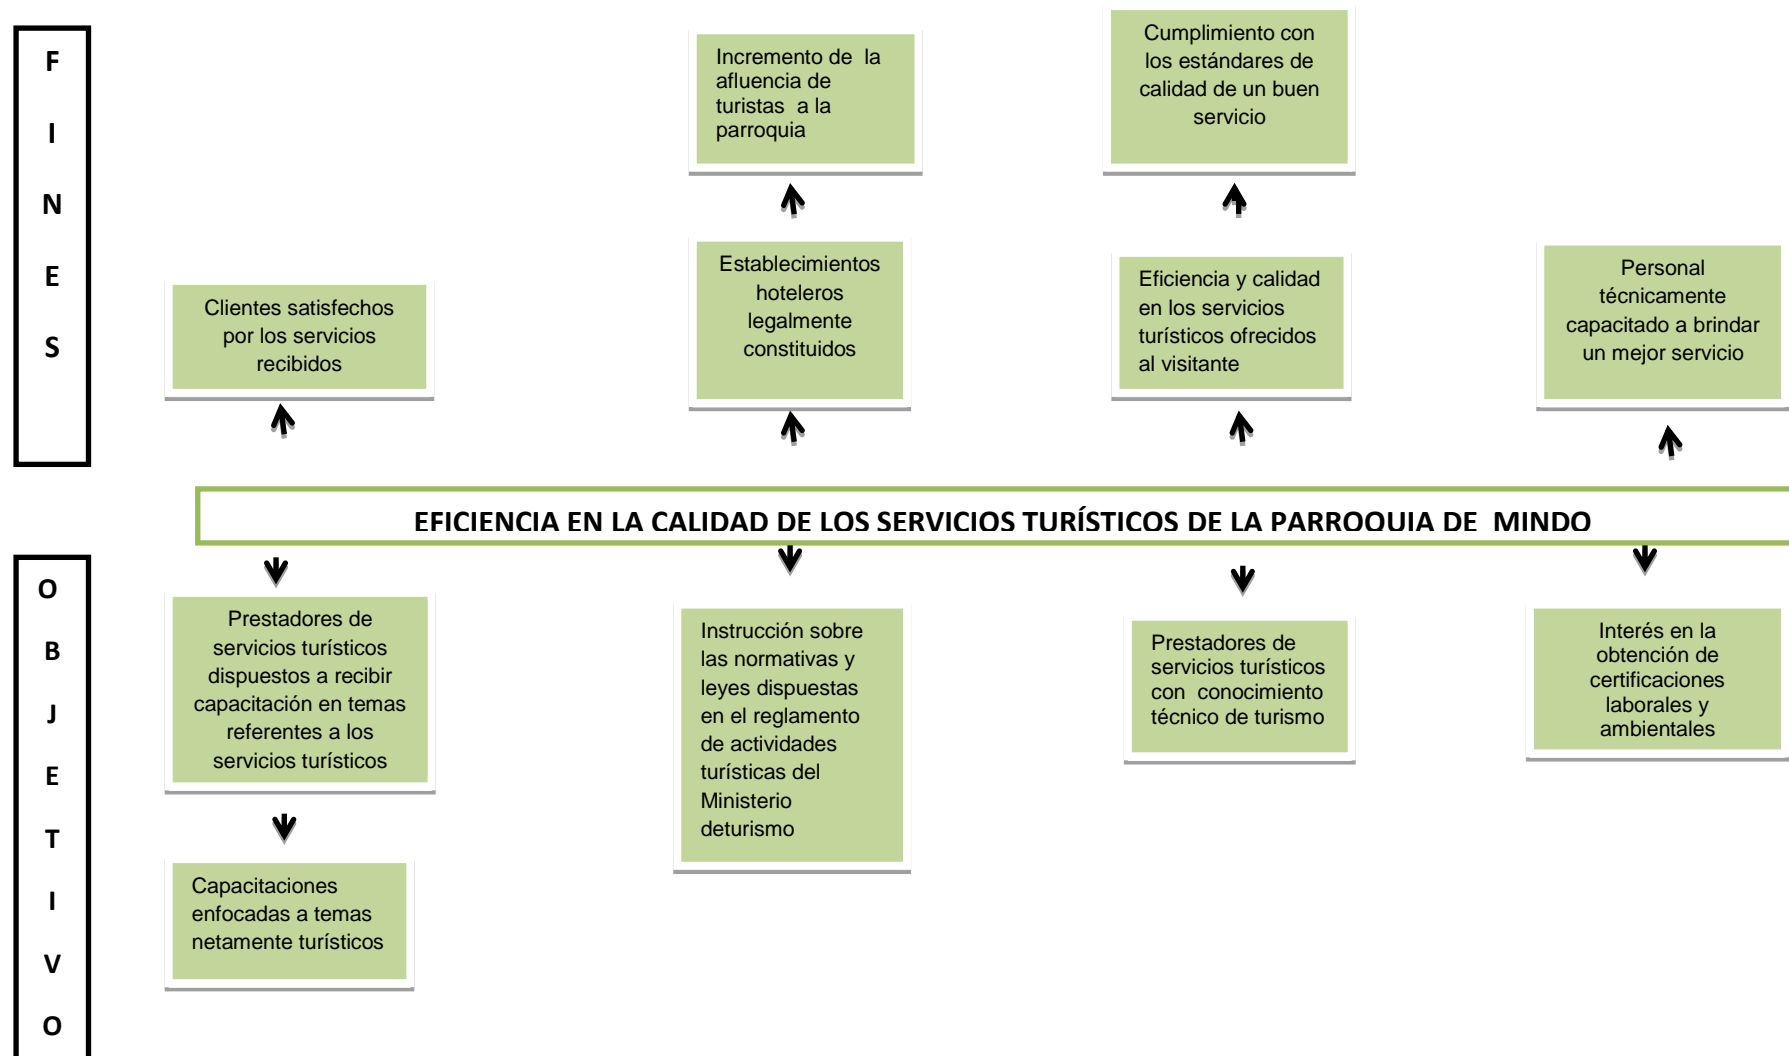 F
I
N
E
S
Incremento de  la
afluencia de
turistas  a la
parroquia
Cumplimiento con
los estándares de
calidad de un buen
servicio
Clientes satisfechos
por los servicios
recibidos
Establecimientos
hoteleros
legalmente
constituidos
Eficiencia y calidad
en los servicios
turísticos ofrecidos
al visitante
Personal
técnicamente
capacitado a brindar
un mejor servicio
EFICIENCIA EN LA CALIDAD DE LOS SERVICIOS TURÍSTICOS DE LA PARROQUIA DE  MINDO
O
B
J
E
T
I
V
O
Prestadores de
servicios turísticos
dispuestos a recibir
capacitación en temas
referentes a los
servicios turísticos
Instrucción sobre
las normativas y
leyes dispuestas
en el reglamento
de actividades
turísticas del
Ministerio
deturismo
Prestadores de
servicios turísticos
con  conocimiento
técnico de turismo
Interés en la
obtención de
certificaciones
laborales y
ambientales
Capacitaciones
enfocadas a temas
netamente turísticos